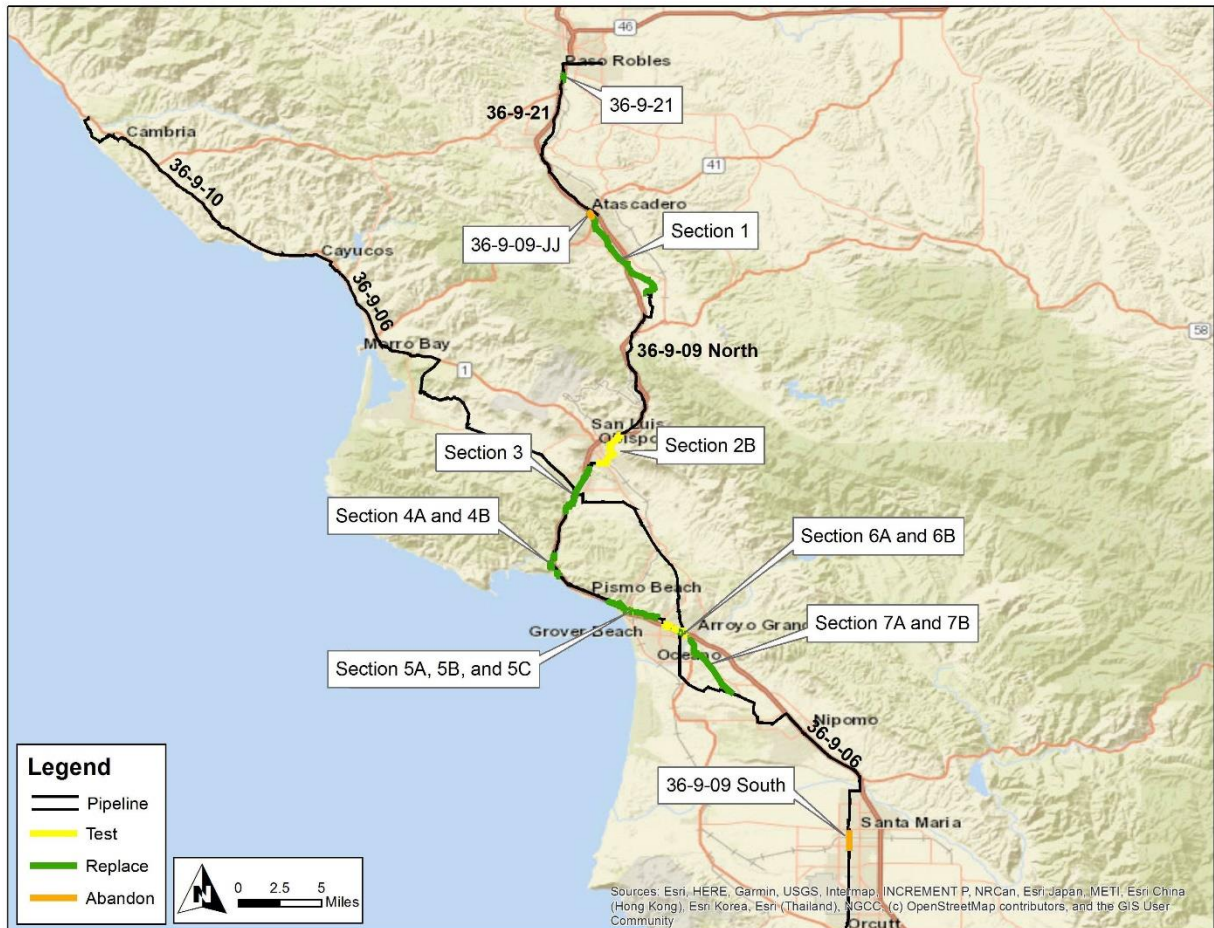 46
Paso Robles
36-9-21
36-9-21
Cambria
41
36-9-10
Atascadero
36-9-09-JJ
Section 1
Cayucos
36-9-06
58
Morro Bay
36-9-09 North
1
San Luis
Obispo
Section 3
Section 2B
Section 4A and 4B
Section 6A and 6B
Pismo Beach
Grover Beach
Arroyo Grand
Section 7A and 7B
Oceano
Section 5A, 5B, and 5C
Nipomo
36-9-06
36-9-09 South
Santa Maria
Orcutt
Legend
Pipeline
Test
Replace
Abandon
N
0 2.5 5
Miles
Sources: Esri, HERE, Garmin, USGS, Intermap, INCREMENT P, NRCan, Esri Japan, METI, Esri China
(Hong Kong), Esri Korea, Esri (Thailand), NGCC, (c) OpenStreetMap contributors, and the GIS User
Community